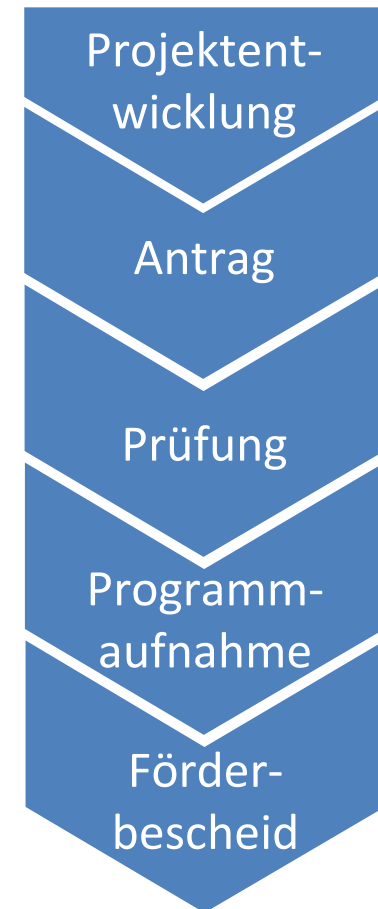 Projektent-
wicklung
Antrag
Prüfung
Programm-
aufnahme
Förder-
bescheid